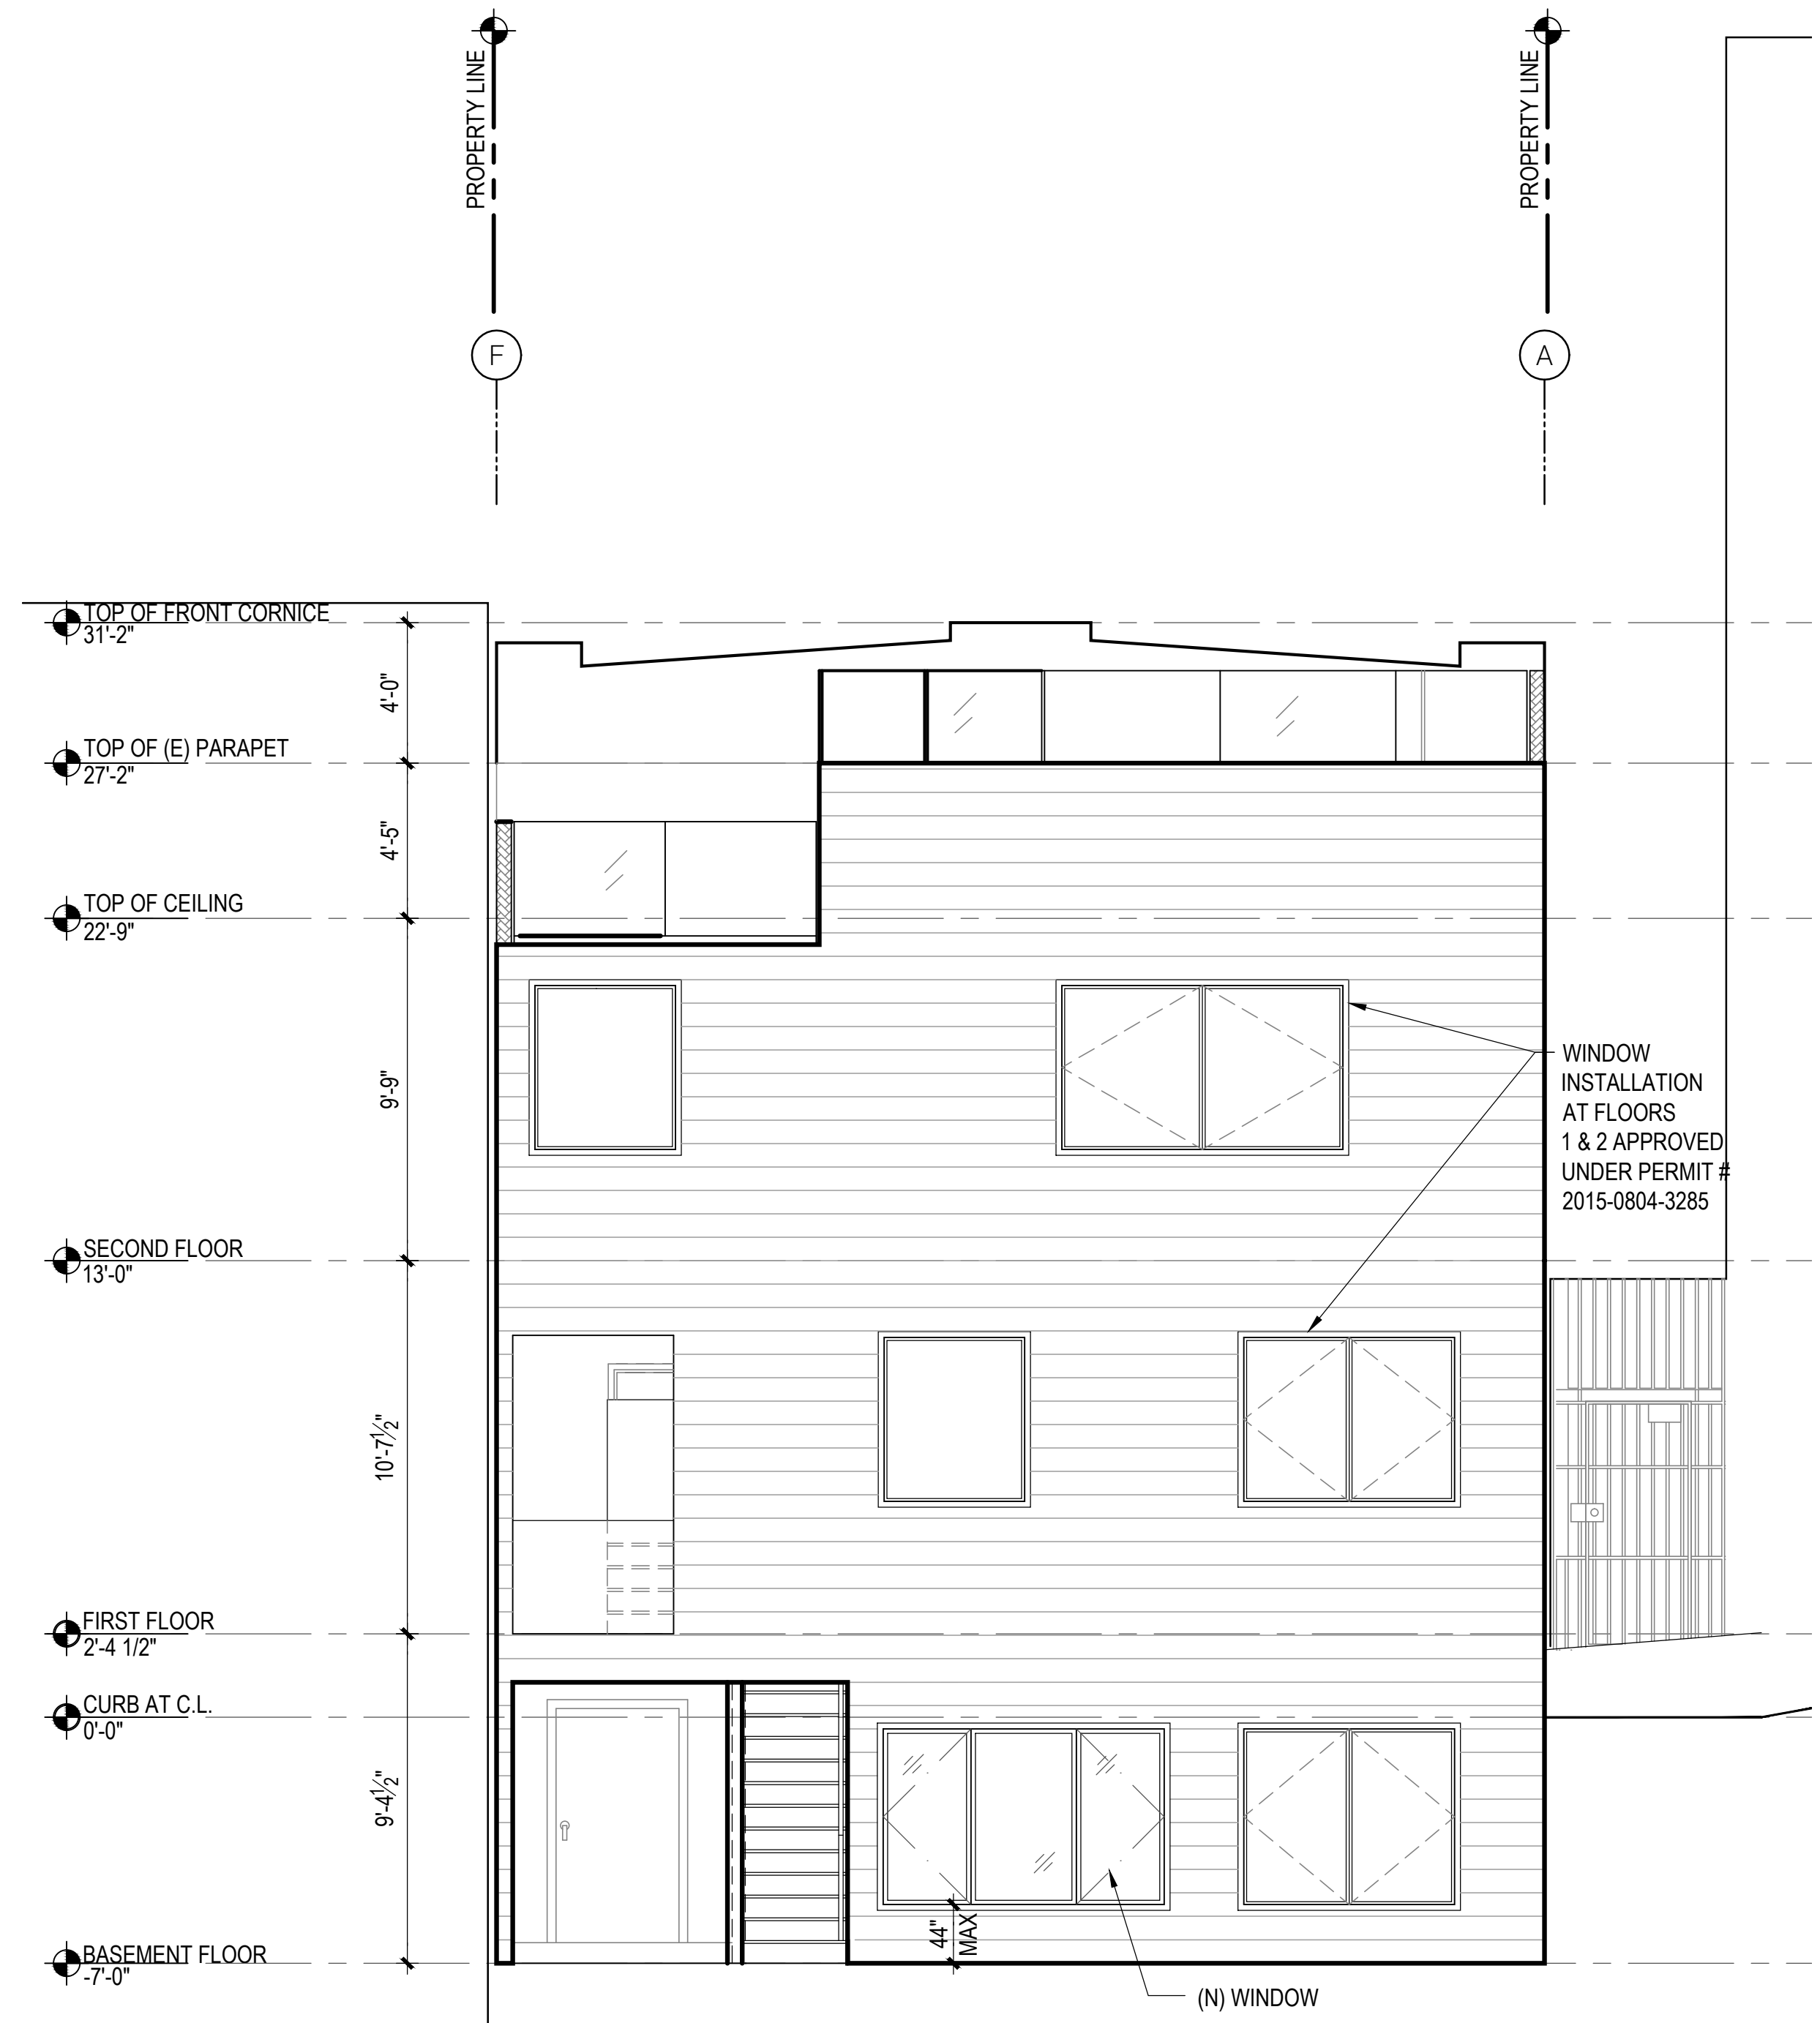 PROPERTY LINE
PROPERTY LINE
F
A
TOP OF FRONT CORNICE
31'-2"
4'-0"
TOP OF (E) PARAPET
27'-2"
4'-5"
TOP OF CEILING
22'-9"
9'-9"
WINDOW
INSTALLATION
AT FLOORS
1 & 2 APPROVED
UNDER PERMIT #
2015-0804-3285
SECOND FLOOR
13'-0"
10'-7½"
FIRST FLOOR
2'-4 1/2"
CURB AT C.L.
0'-0"
9'-4½"
44"
MAX
BASEMENT FLOOR
-7'-0"
(N) WINDOW